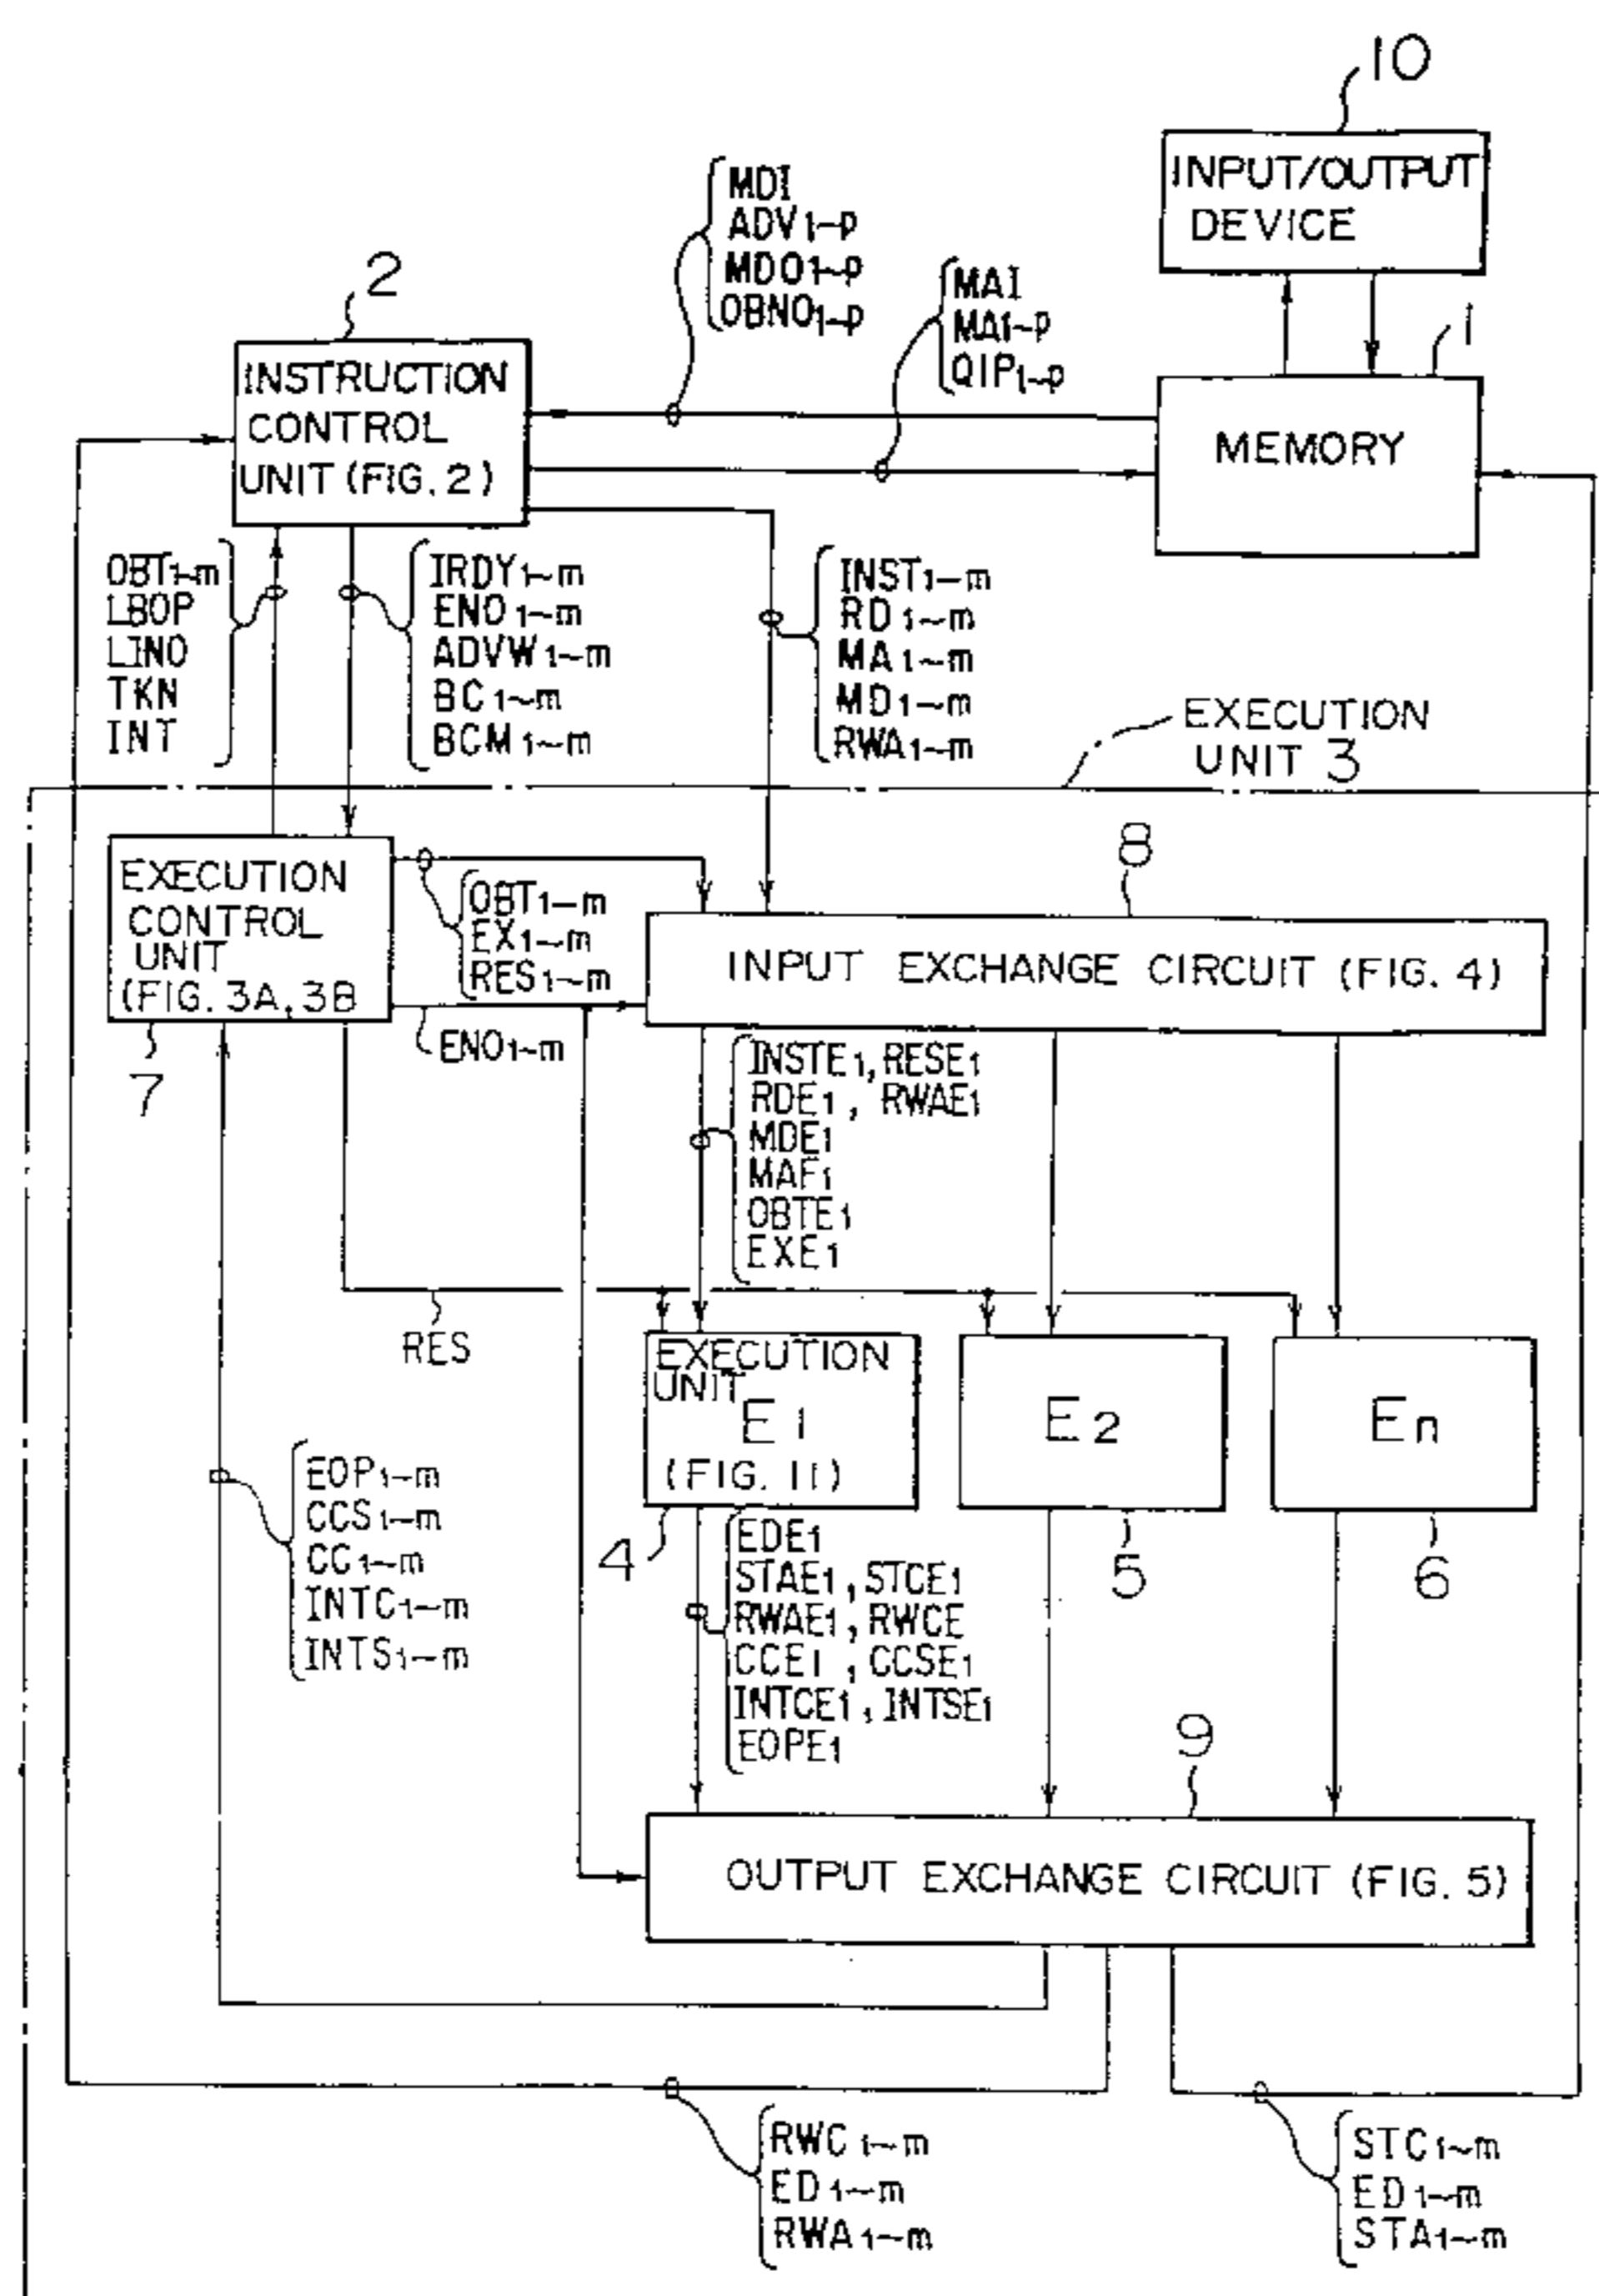 10
INPUT/OUTPUT
DEVICE
MDI
ADV1~p
MDO1~p
OBNO1~p
MAI
MA1~p
QIP1~p
2
1
INSTRUCTION
CONTROL
UNIT (FIG. 2)
MEMORY
OBT1~m
LBOP
LINO
TKN
INT
IRDY1~m
ENO1~m
ADVW1~m
BC1~m
BCM1~m
INST1~m
RD1~m
MA1~m
MD1~m
RWA1~m
EXECUTION
UNIT 3
EXECUTION
CONTROL
UNIT
(FIG. 3A, 3B
7
OBT1~m
EX1~m
RES1~m
ENO1~m
8
INPUT EXCHANGE CIRCUIT (FIG. 4)
INSTE1, RESE1
RDE1, RWAE1
MDE1
MAE1
OBTE1
EXE1
RES
EXECUTION
UNIT
E1
(FIG. 11)
4
E2
5
En
6
EOP1~m
CCS1~m
CC1~m
INTC1~m
INTS1~m
EDE1
STAE1, STCE1
RWAE1, RWCE
CCE1, CCSE1
INTCE1, INTSE1
EOPE1
9
OUTPUT EXCHANGE CIRCUIT (FIG. 5)
RWC1~m
ED1~m
RWA1~m
STC1~m
ED1~m
STA1~m